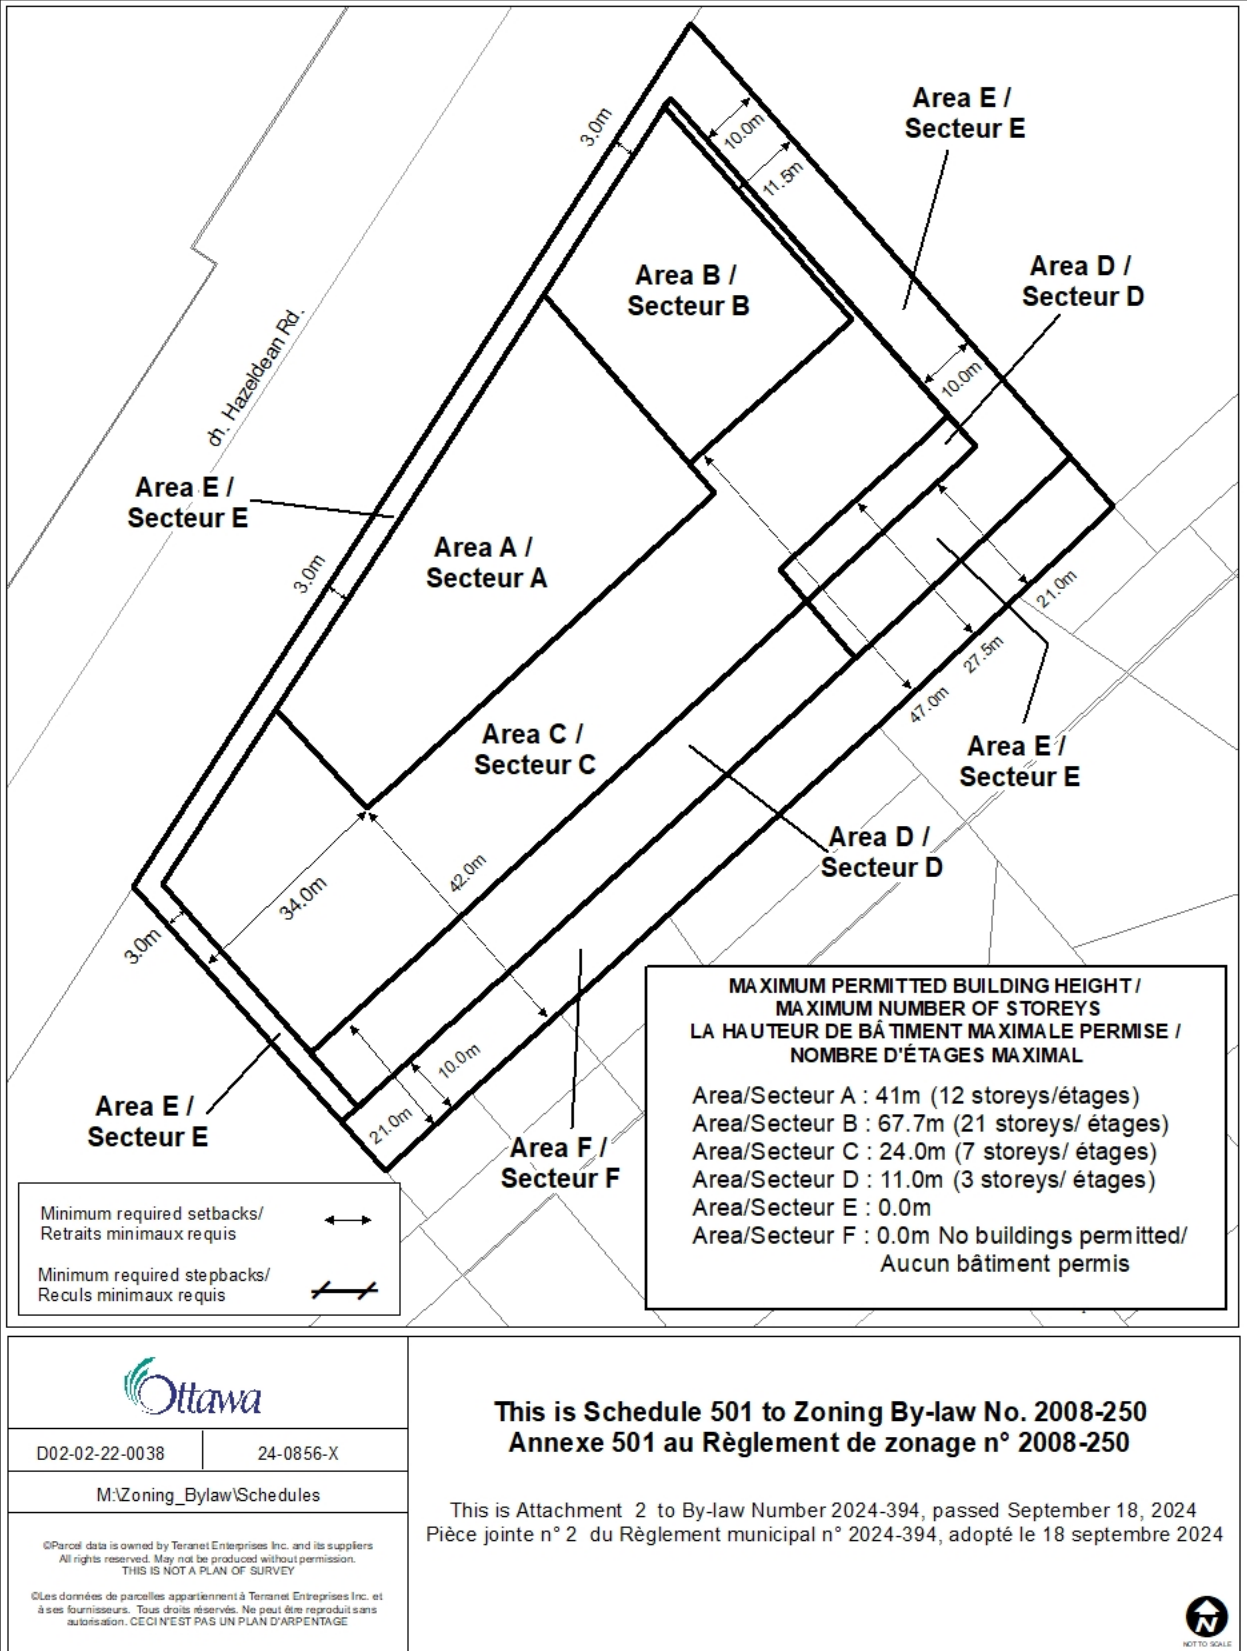 Area E /
Secteur E
3.0m
10.0m
11.5m
Area D /
Secteur D
Area B /
Secteur B
ch. Hazeldean Rd.
10.0m
Area E /
Secteur E
Area A /
Secteur A
3.0m
21.0m
27.5m
47.0m
Area C /
Secteur C
Area E /
Secteur E
Area D /
Secteur D
42.0m
34.0m
3.0m
10.0m
21.0m
Area E /
Secteur E
Area F /
Secteur F
MAXIMUM PERMITTED BUILDING HEIGHT /
MAXIMUM NUMBER OF STOREYS
LA HAUTEUR DE BÂTIMENT MAXIMALE PERMISE /
NOMBRE D'ÉTAGES MAXIMAL
Area/Secteur A : 41m (12 storeys/étages)
Area/Secteur B : 67.7m (21 storeys/ étages)
Area/Secteur C : 24.0m (7 storeys/ étages)
Area/Secteur D : 11.0m (3 storeys/ étages)
Area/Secteur E : 0.0m
Area/Secteur F : 0.0m No buildings permitted/
Aucun bâtiment permis
Minimum required setbacks/
Retraits minimaux requis
Minimum required stepbacks/
Reculs minimaux requis
Ottawa
D02-02-22-0038 24-0856-X
M:\Zoning_Bylaw\Schedules
©Parcel data is owned by Teranet Enterprises Inc. and its suppliers
All rights reserved. May not be produced without permission.
THIS IS NOT A PLAN OF SURVEY
©Les données de parcelles appartiennent à Terranet Entreprises Inc. et
à ses fournisseurs. Tous droits réservés. Ne peut être reproduit sans
autorisation. CECI N'EST PAS UN PLAN D'ARPENTAGE
This is Schedule 501 to Zoning By-law No. 2008-250
Annexe 501 au Règlement de zonage n° 2008-250
This is Attachment 2 to By-law Number 2024-394, passed September 18, 2024
Pièce jointe n° 2 du Règlement municipal n° 2024-394, adopté le 18 septembre 2024
N
NOT TO SCALE